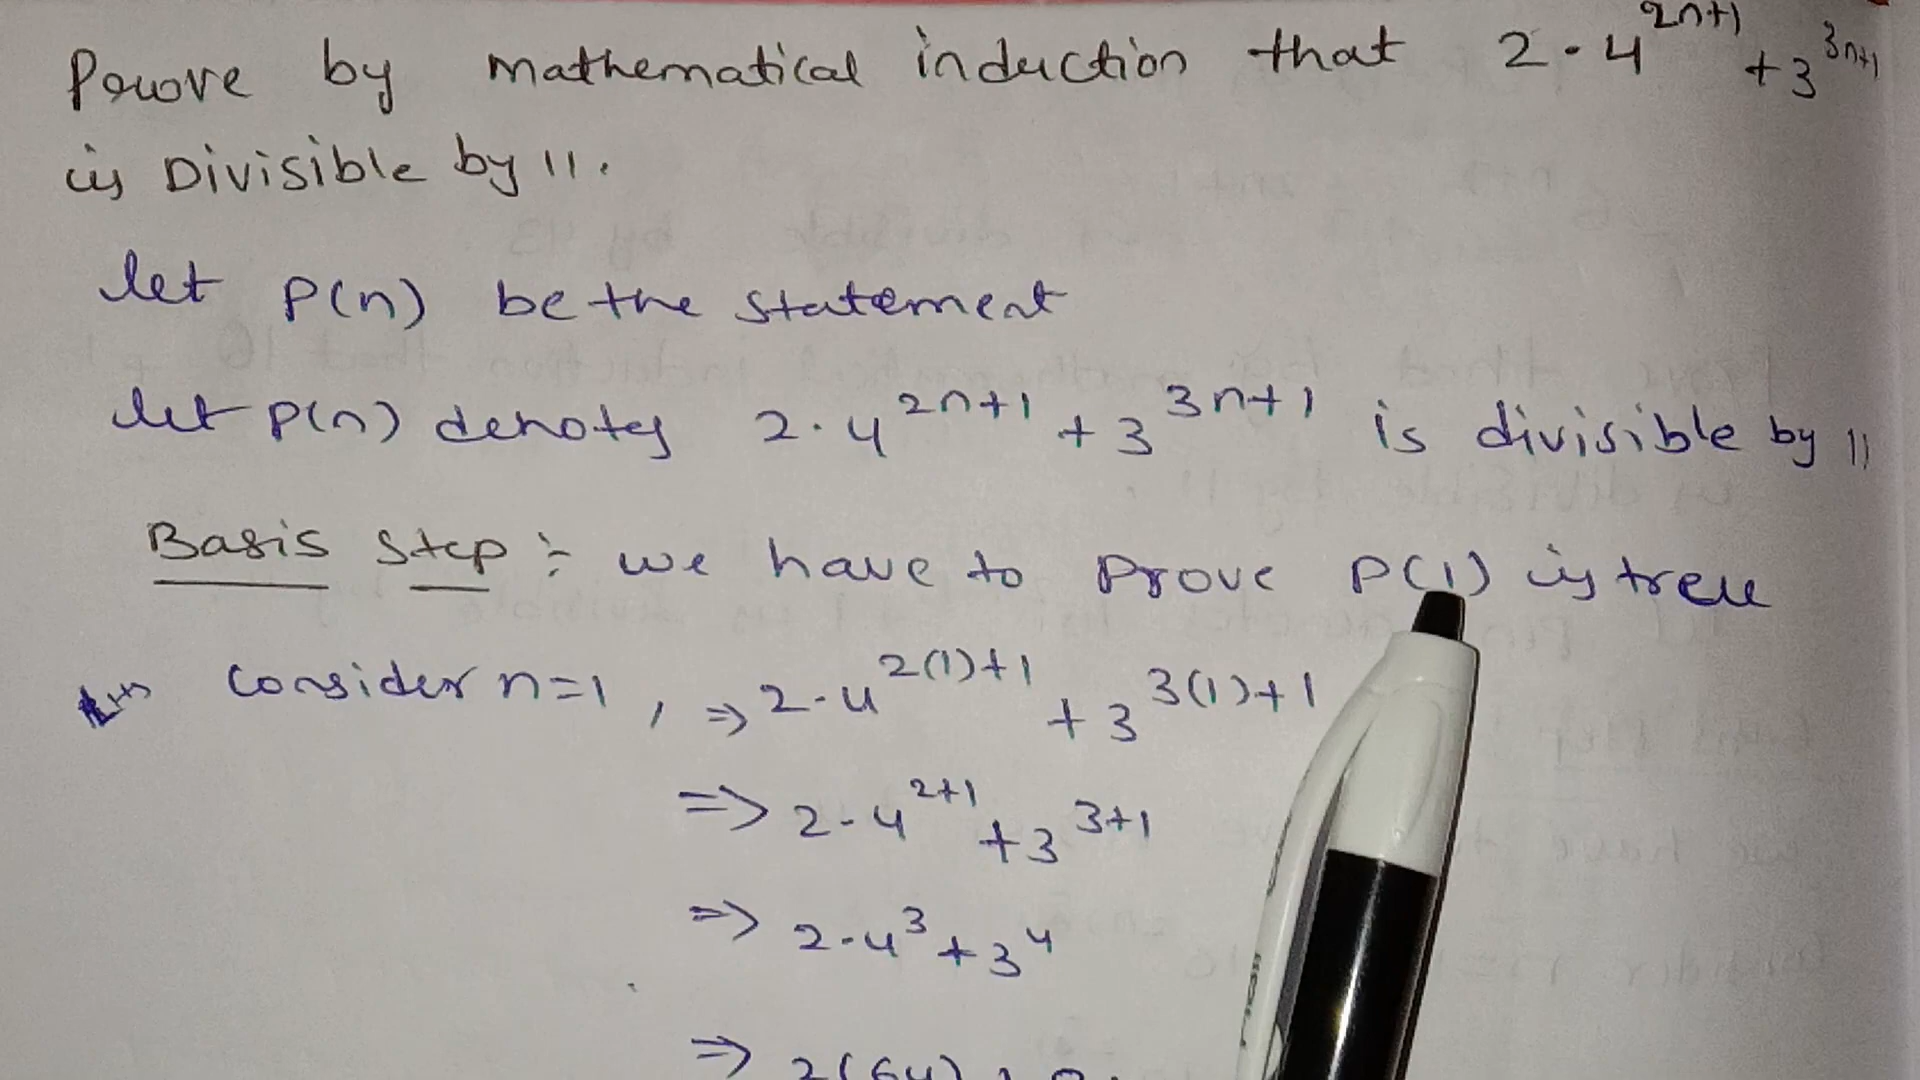 Prove by mathematical induction that 2·4^2n+1 + 3^3n+1
is Divisible by 11.
let P(n) be the statement
let P(n) denotes 2·4^2n+1 + 3^3n+1 is divisible by 11
Basis Step :- we have to prove P(1) is true
consider n=1, => 2·4^2(1)+1 + 3^3(1)+1
=> 2·4^2+1 + 3^3+1
=> 2·4^3 + 3^4
=> 2(64)